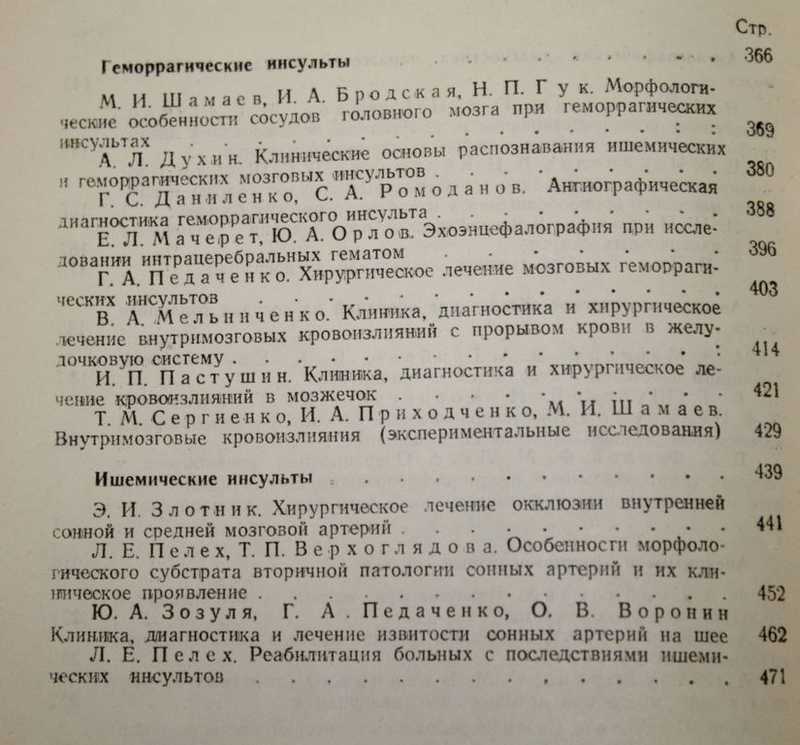 Стр.
Геморрагические инсульты . . . . . . . . . . 366
М. И. Шамаев, И. А. Бродская, Н. П. Гук. Морфологи-
ческие особенности сосудов головного мозга при геморрагических
инсультах . . . . . . . . . . . . . . 369
А. Л. Духин. Клинические основы распознавания ишемических
и геморрагических мозговых инсультов . . . . . . . . 380
Г. С. Даниленко, С. А. Ромоданов. Ангиографическая
диагностика геморрагического инсульта . . . . . . . . 388
Е. Л. Мачерет, Ю. А. Орлов. Эхоэнцефалография при иссле-
довании интрацеребральных гематом . . . . . . . . 396
Г. А. Педаченко. Хирургическое лечение мозговых геморраги-
ческих инсультов . . . . . . . . . . . . . 403
В. А. Мельниченко. Клиника, диагностика и хирургическое
лечение внутримозговых кровоизлияний с прорывом крови в желу-
дочковую систему . . . . . . . . . . . . . 414
И. П. Пастушин. Клиника, диагностика и хирургическое ле-
чение кровоизлияний в мозжечок . . . . . . . . . 421
Т. М. Сергиенко, И. А. Приходченко, М. И. Шамаев.
Внутримозговые кровоизлияния (экспериментальные исследования) 429
Ишемические инсульты . . . . . . . . . . . 439
Э. И. Злотник. Хирургическое лечение окклюзии внутренней
сонной и средней мозговой артерий . . . . . . . . . 441
Л. Е. Пелех, Т. П. Верхоглядова. Особенности морфоло-
гического субстрата вторичной патологии сонных артерий и их кли-
ническое проявление . . . . . . . . . . . . . 452
Ю. А. Зозуля, Г. А. Педаченко, О. В. Воронин
Клиника, диагностика и лечение извитости сонных артерий на шее 462
Л. Е. Пелех. Реабилитация больных с последствиями ишеми-
ческих инсультов . . . . . . . . . . . . . 471